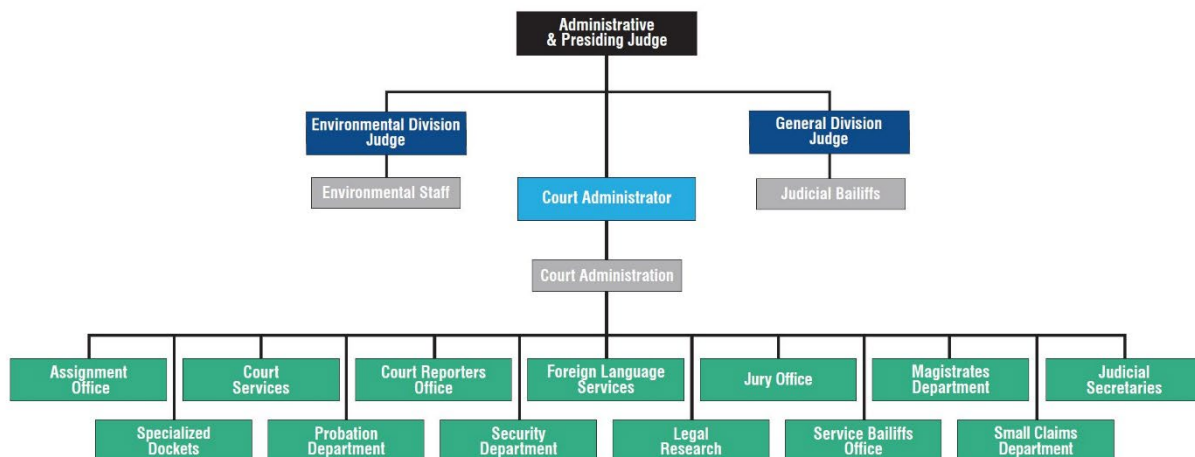 Administrative
& Presiding Judge
Environmental Division
Judge
General Division
Judge
Environmental Staff
Court Administrator
Judicial Bailiffs
Court Administration
Assignment
Office
Court
Services
Court Reporters
Office
Foreign Language
Services
Jury Office
Magistrates
Department
Judicial
Secretaries
Specialized
Dockets
Probation
Department
Security
Department
Legal
Research
Service Bailiffs
Office
Small Claims
Department